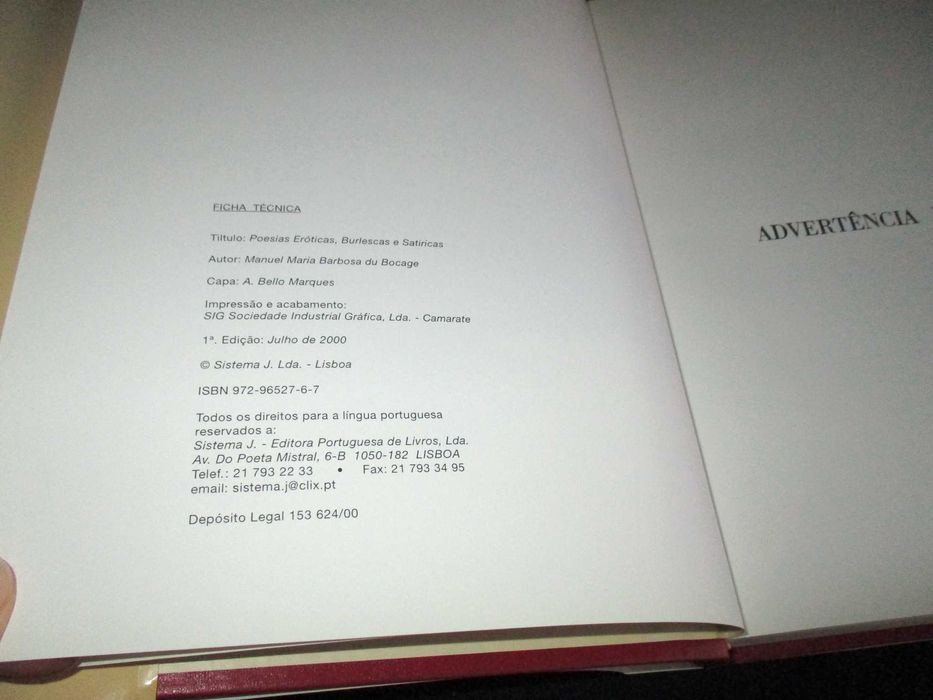 FICHA TÉCNICA
Tíltulo: Poesias Eróticas, Burlescas e Satíricas
Autor: Manuel Maria Barbosa du Bocage
Capa: A. Bello Marques
Impressão e acabamento:
SIG Sociedade Industrial Gráfica, Lda. - Camarate
1ª. Edição: Julho de 2000
© Sistema J. Lda. - Lisboa
ISBN 972-96527-6-7
Todos os direitos para a língua portuguesa
reservados a:
Sistema J. - Editora Portuguesa de Livros, Lda.
Av. Do Poeta Mistral, 6-B 1050-182 LISBOA
Telef.: 21 793 22 33 • Fax: 21 793 34 95
email: sistema.j@clix.pt
Depósito Legal 153 624/00
ADVERTÊNCIA